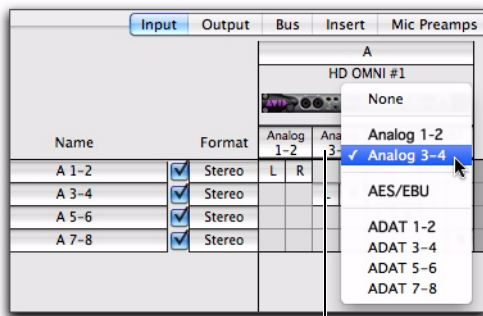 Input Output Bus Insert Mic Preamps
A
HD OMNI #1
AVID
None
Analog 1-2
✓ Analog 3-4
AES/EBU
ADAT 1-2
ADAT 3-4
ADAT 5-6
ADAT 7-8
Name Format Analog 1-2
A 1-2 Stereo L R
A 3-4 Stereo
A 5-6 Stereo
A 7-8 Stereo